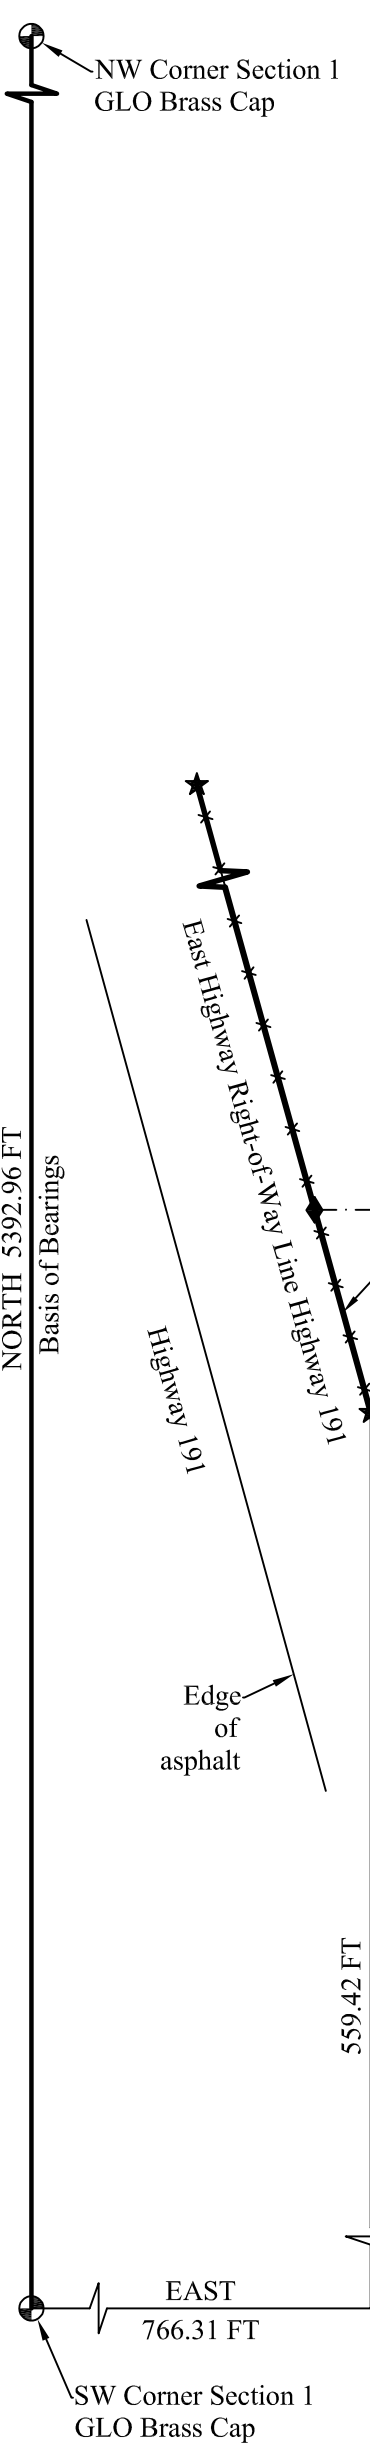 NW Corner Section 1
GLO Brass Cap
East Highway Right-of-Way Line Highway 191
NORTH 5392.96 FT
Basis of Bearings
Highway 191
Edge
of
asphalt
559.42 FT
EAST
766.31 FT
SW Corner Section 1
GLO Brass Cap